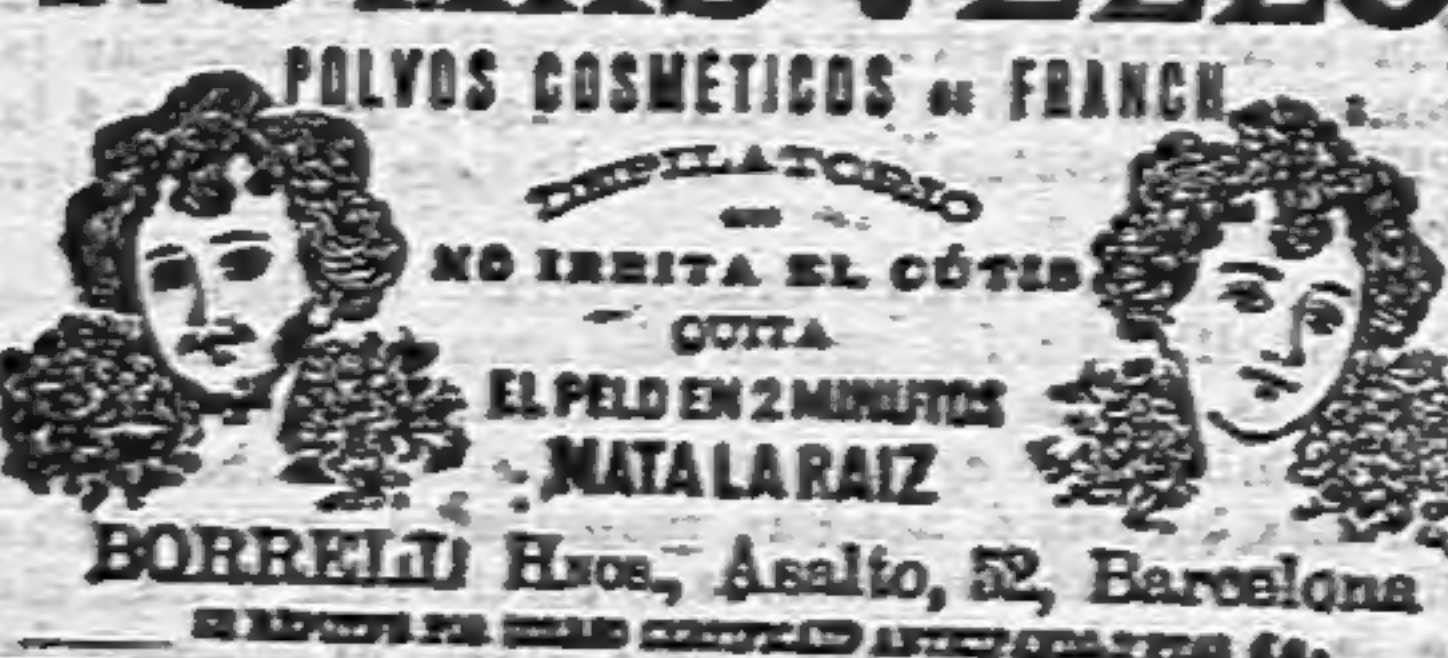 POLVOS COSMÉTICOS DE FRANCH
DEPILATORIO
NO IRRITA EL CÚTIS
QUITA
EL PELO EN 2 MINUTOS
MATA LA RAIZ
BORRELL Hnos, Asalto, 52, Barcelona